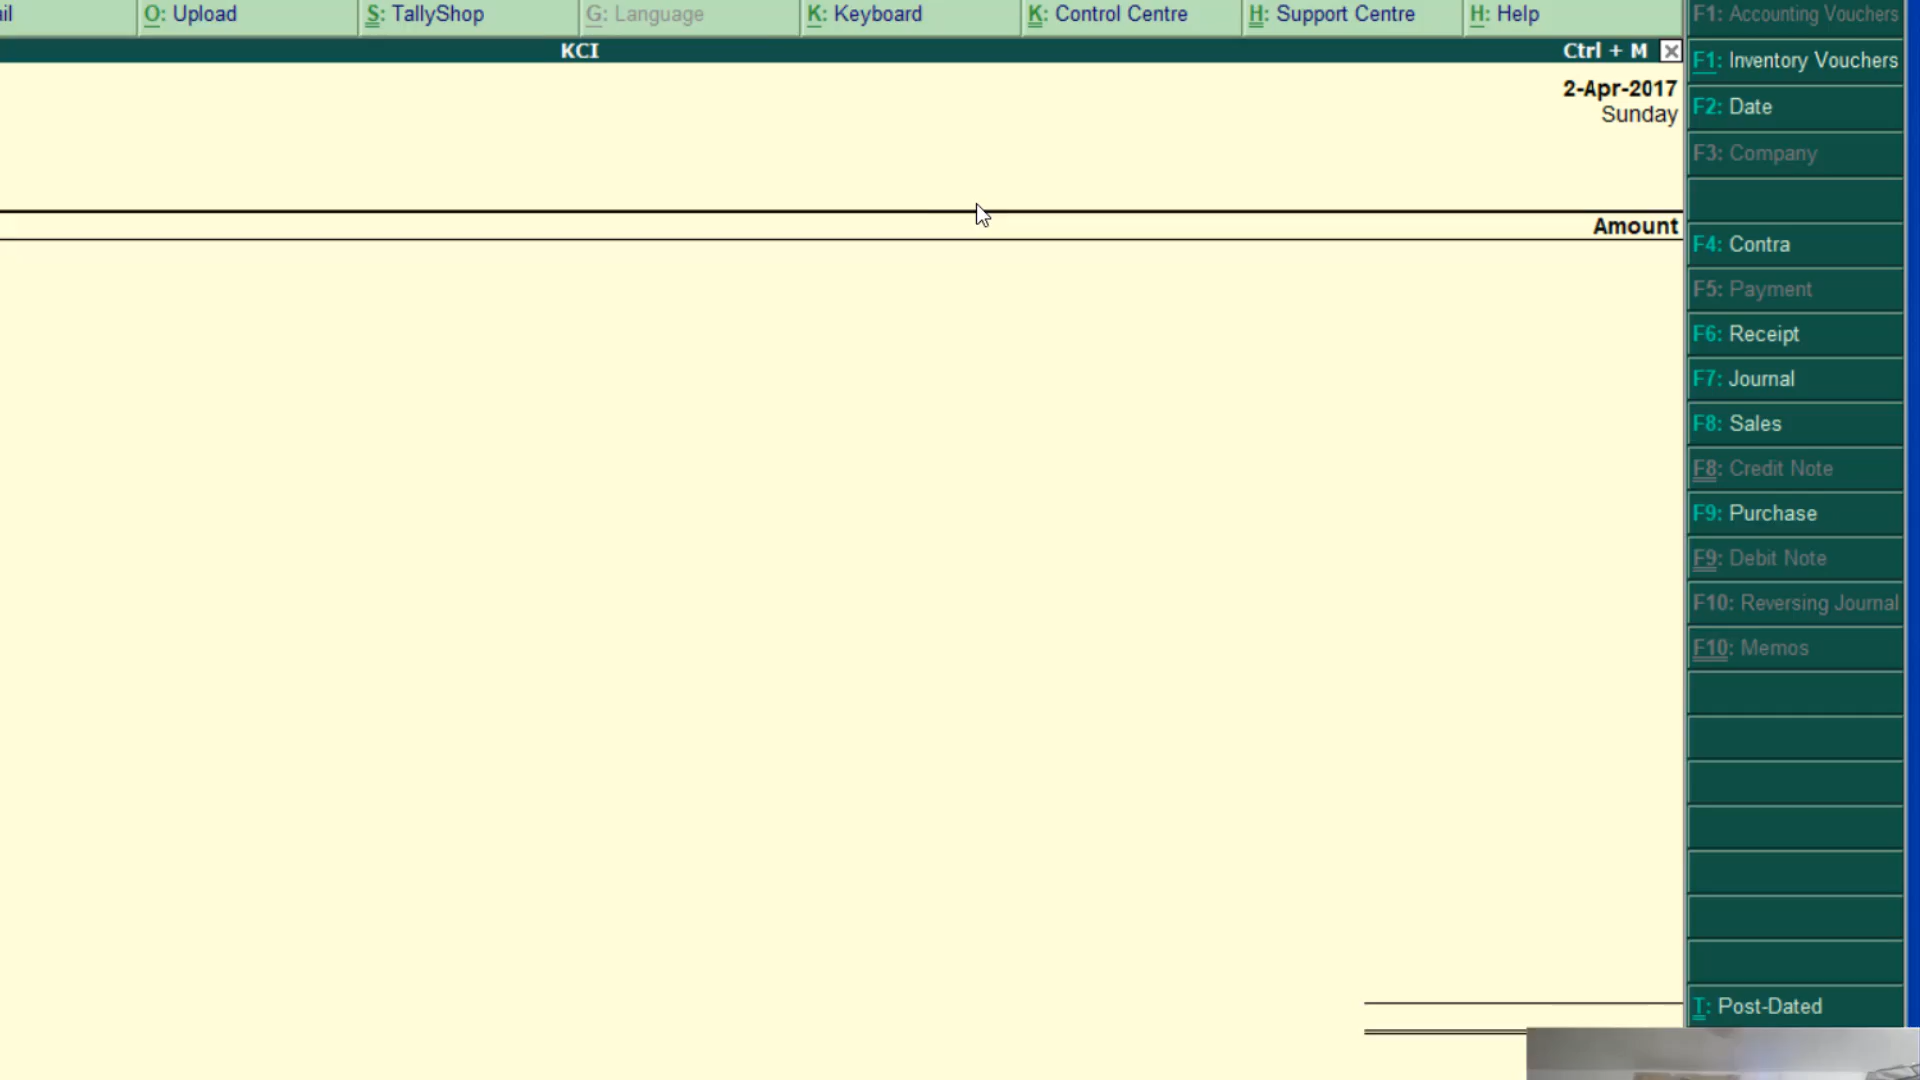 O: Upload
S: TallyShop
G: Language
K: Keyboard
K: Control Centre
H: Support Centre
H: Help
KCI
Ctrl + M
2-Apr-2017
Sunday
Amount
F1: Accounting Vouchers
F1: Inventory Vouchers
F2: Date
F3: Company
F4: Contra
F5: Payment
F6: Receipt
F7: Journal
F8: Sales
F8: Credit Note
F9: Purchase
F9: Debit Note
F10: Reversing Journal
F10: Memos
T: Post-Dated